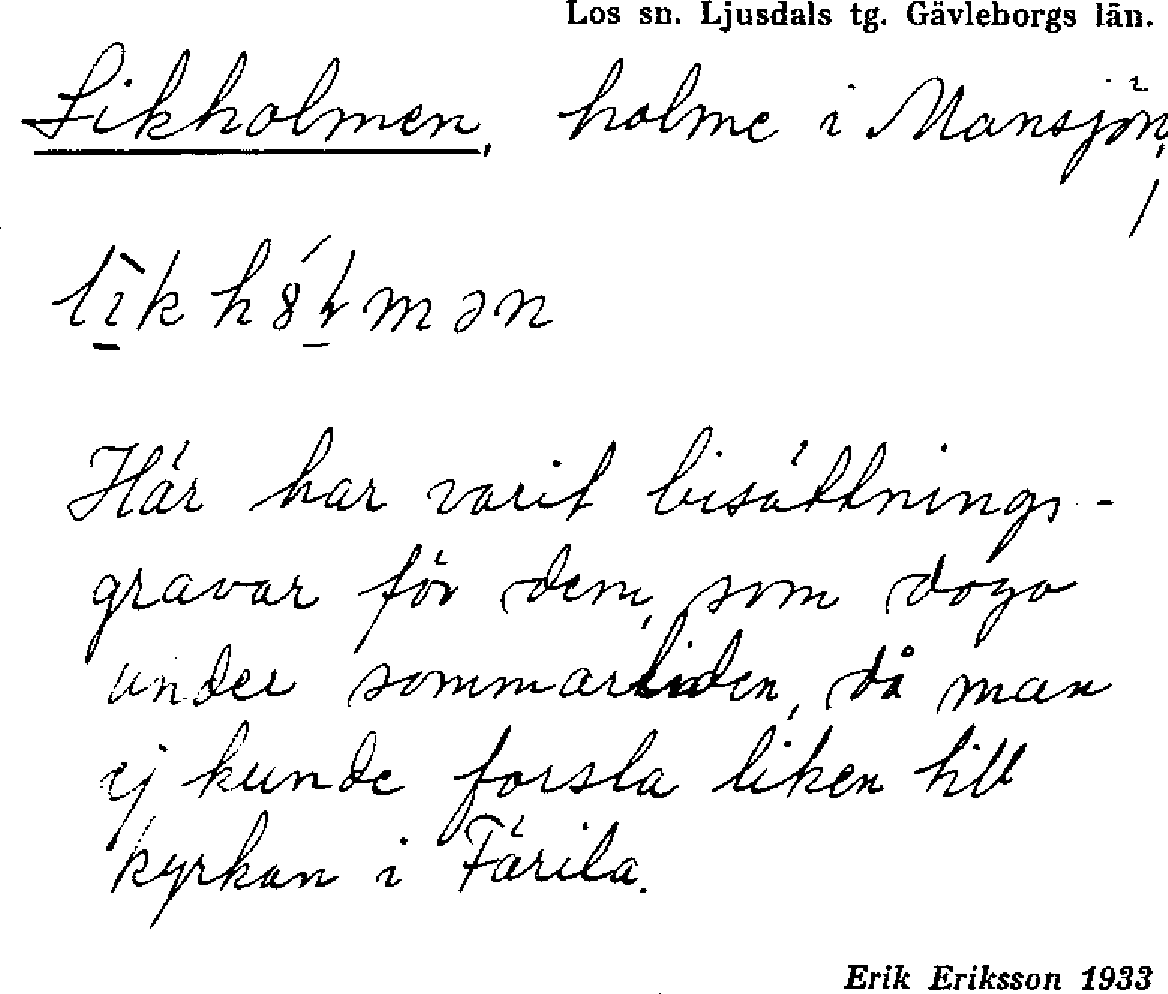 Los sn. Ljusdals tg. Gävleborgs län.
Likholmen, holme i Mansjön,
Här har varit bisättnings-
gravar för dem, som dogo
under sommartiden, då man
ej kunde forsla liken till
kyrkan i Färila.
Erik Eriksson 1933